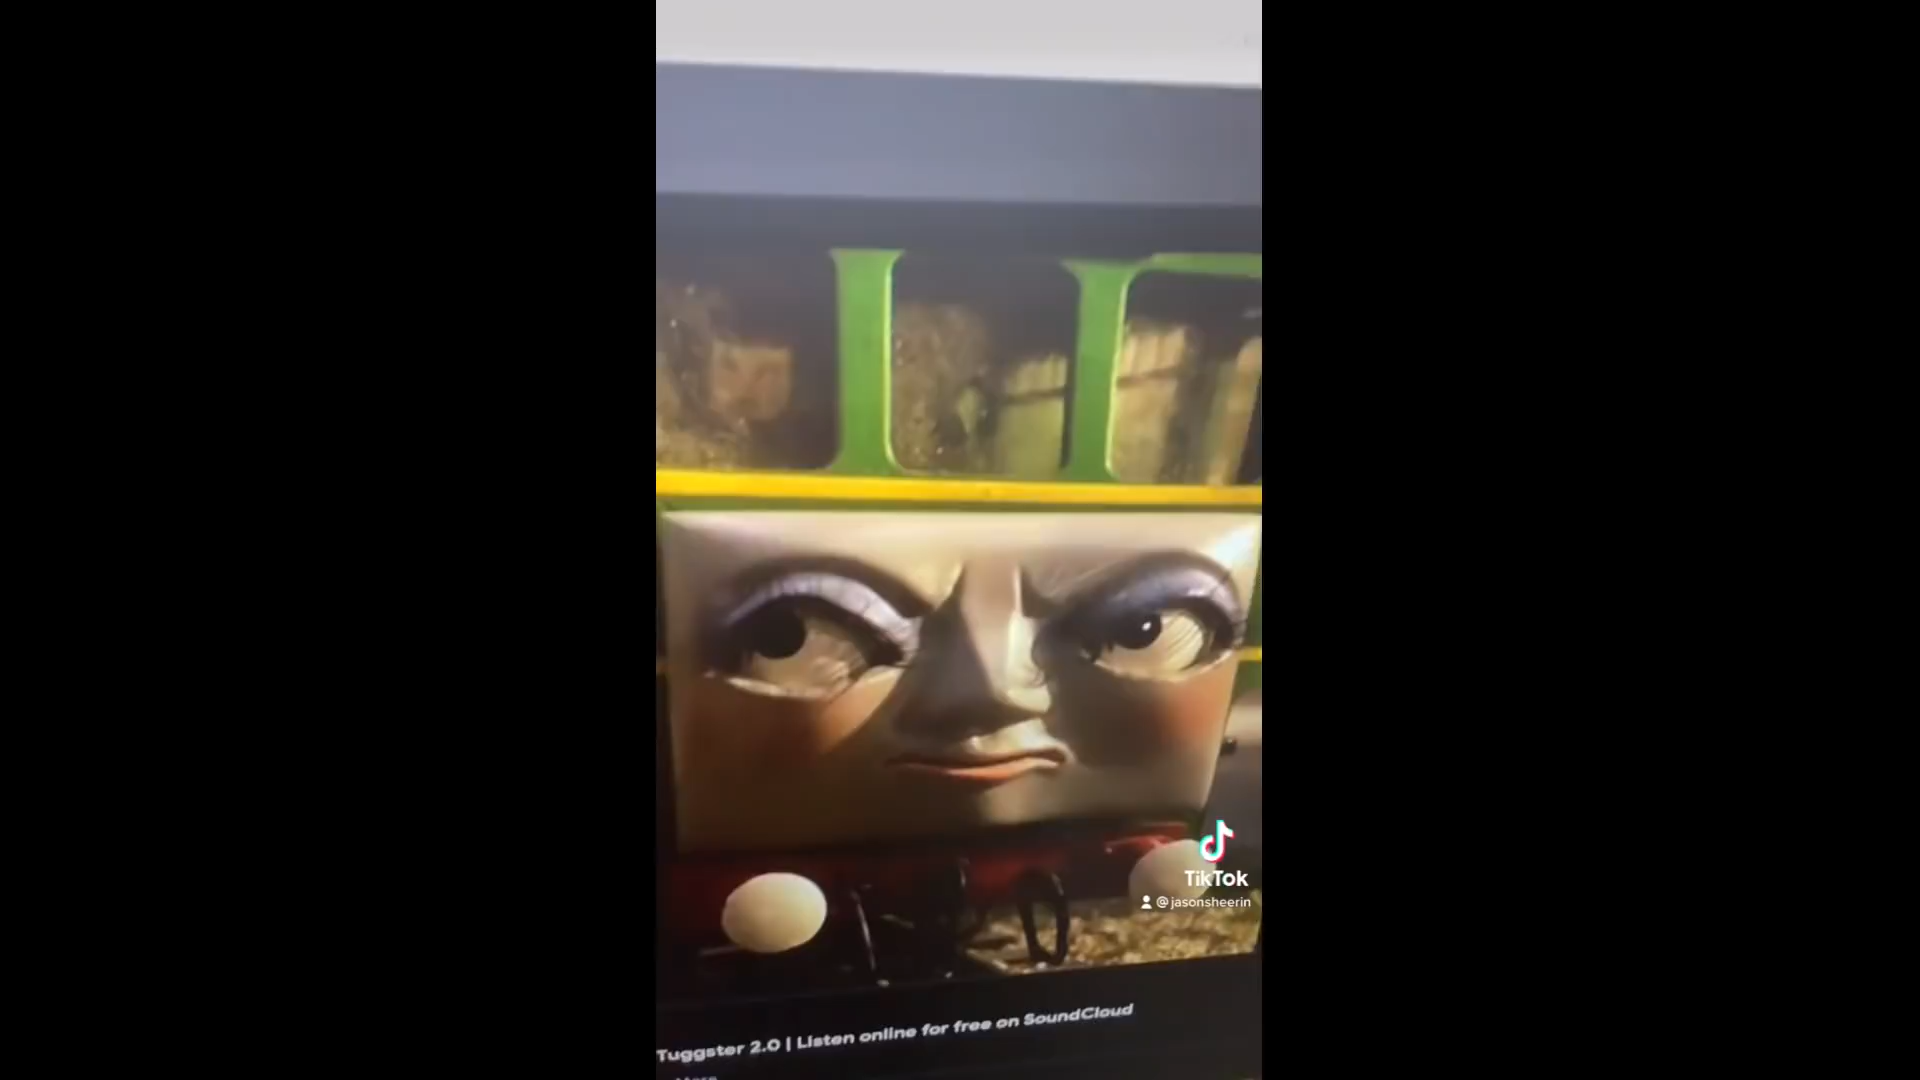 TikTok
@jasonsheerin
Tuggster 2.0 | Listen online for free on SoundCloud